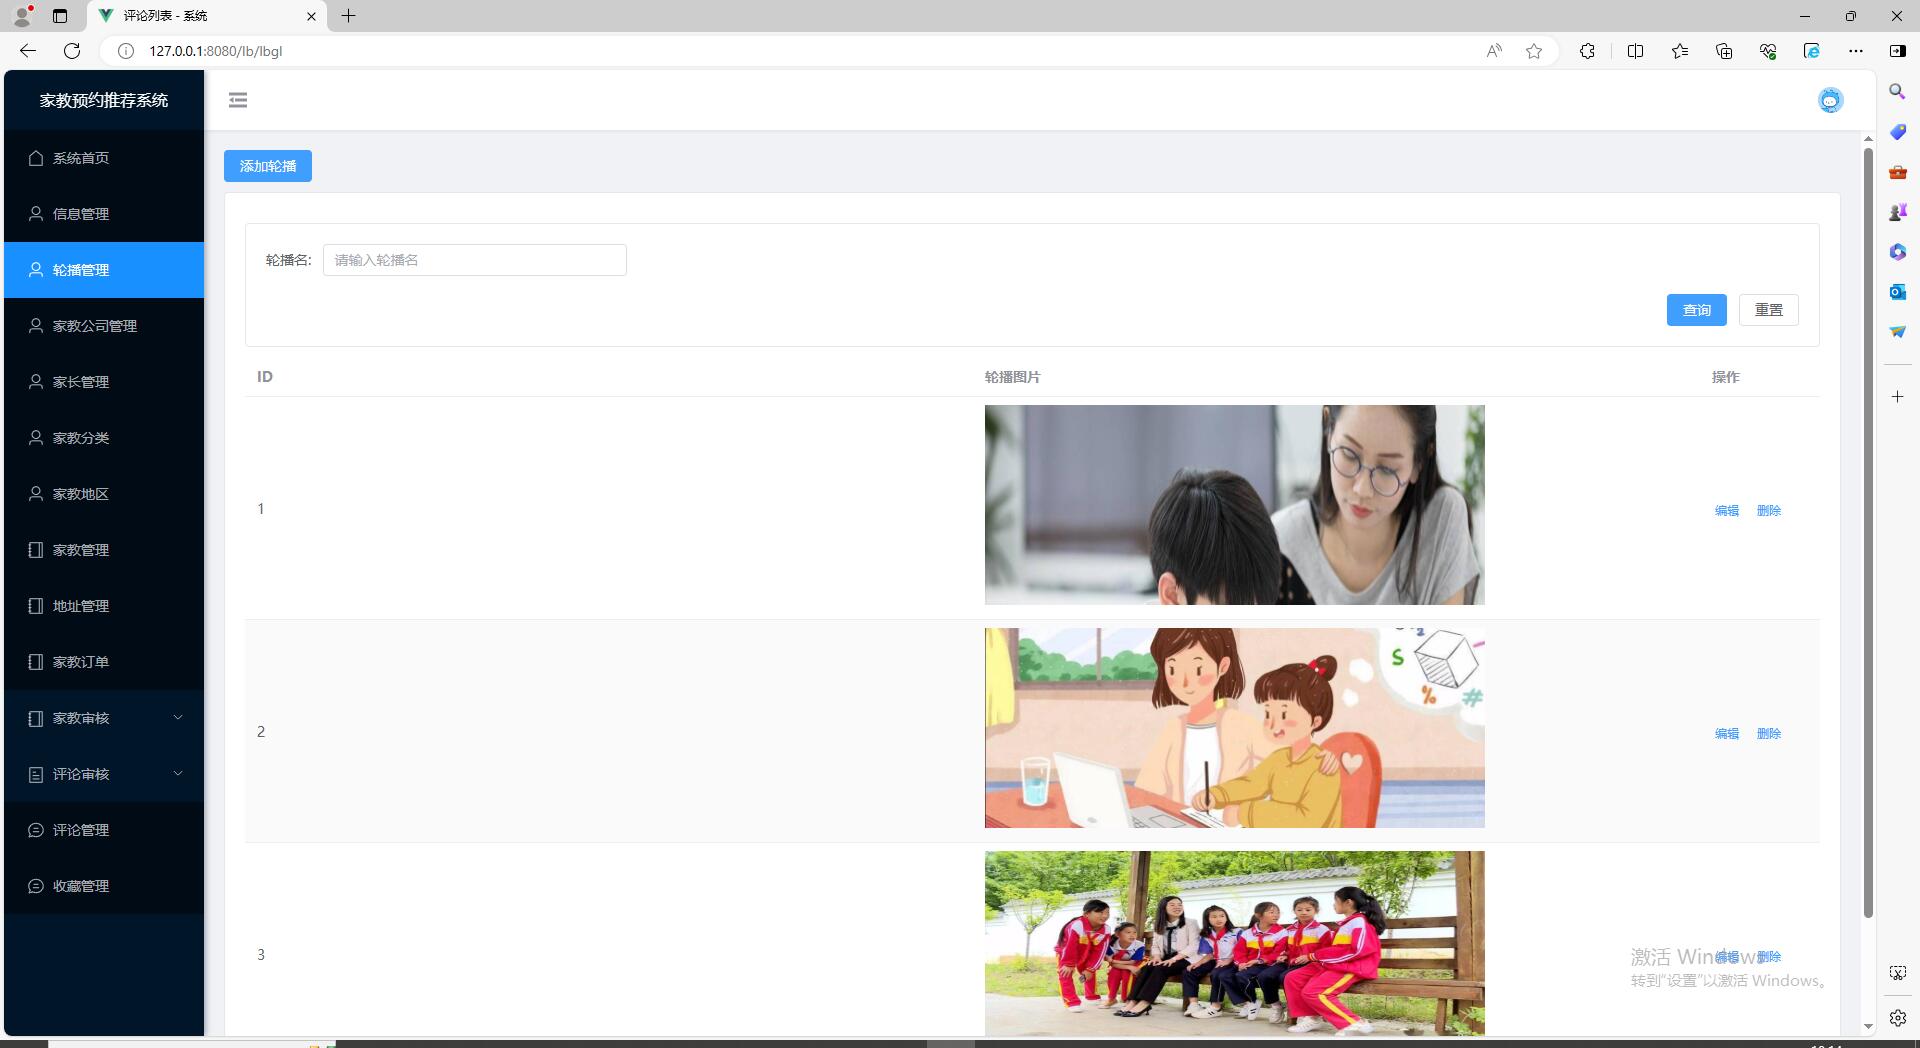 评论列表 - 系统
127.0.0.1:8080/lb/lbgl
家教预约推荐系统
系统首页
信息管理
轮播管理
家教公司管理
家长管理
家教分类
家教地区
家教管理
地址管理
家教订单
家教审核
评论审核
评论管理
收藏管理
添加轮播
轮播名: 请输入轮播名
查询 重置
ID 轮播图片 操作
1 编辑 删除
2 编辑 删除
S
%
#
3 编辑 删除
激活 Windows
转到"设置"以激活 Windows。